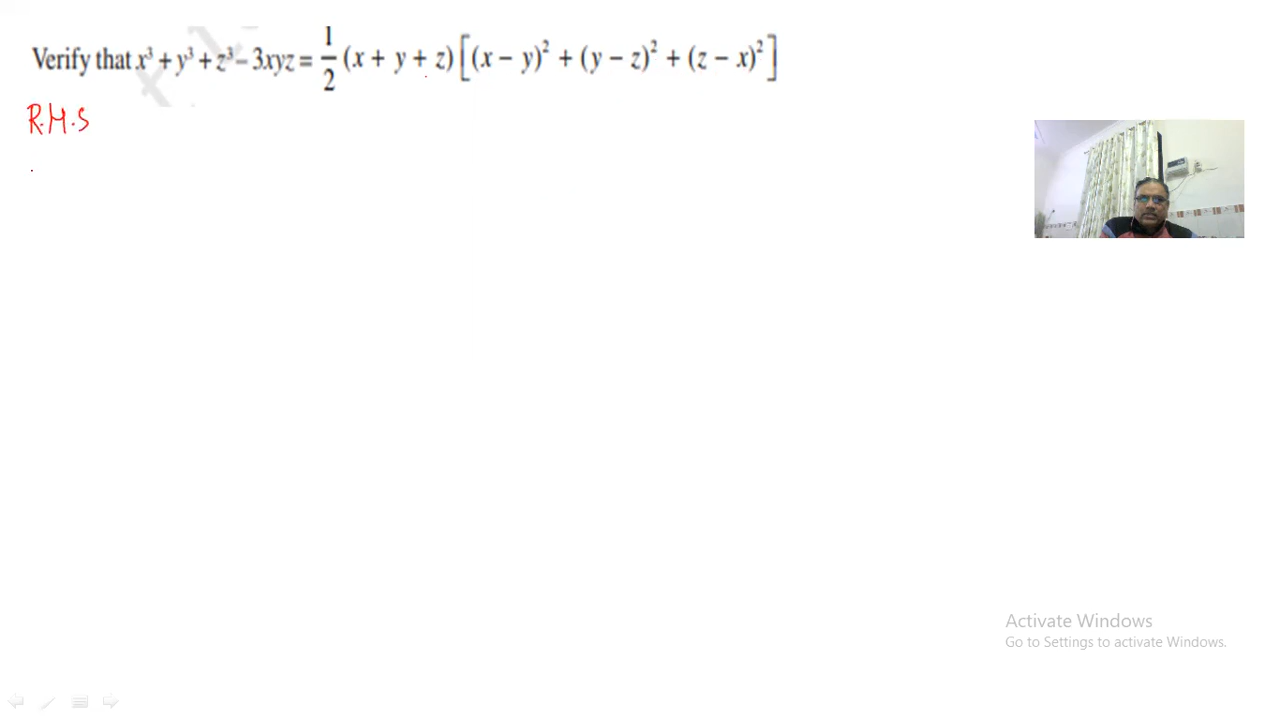 Verify that x³ + y³ + z³ – 3xyz = 1/2 (x + y + z) [(x – y)² + (y – z)² + (z – x)²]
R.H.S
Activate Windows
Go to Settings to activate Windows.